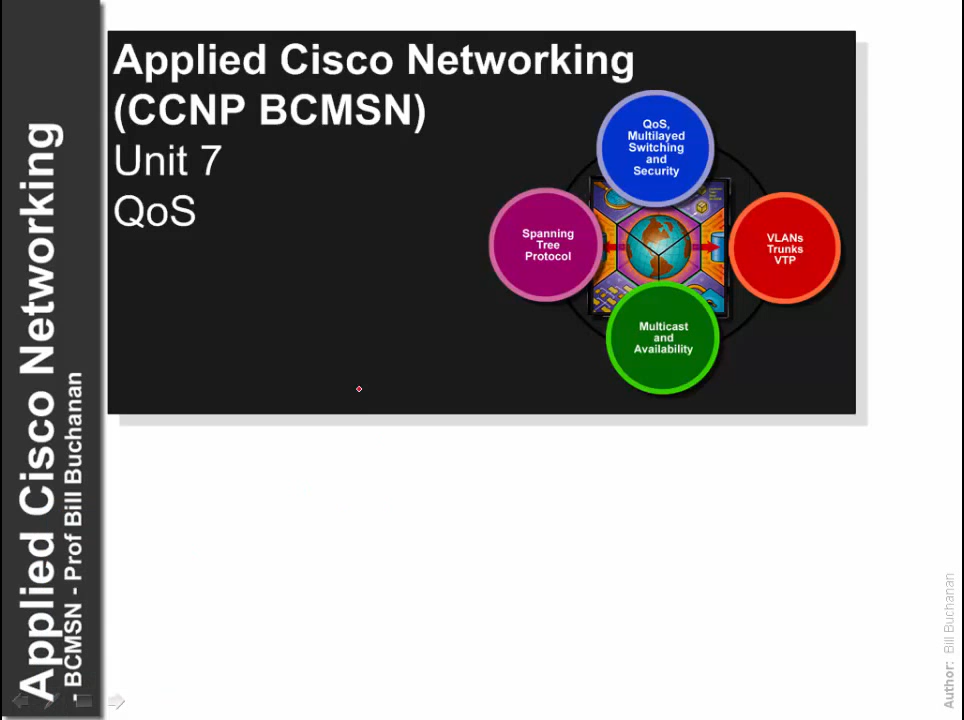 Applied Cisco Networking
(CCNP BCMSN)
Unit 7
QoS
QoS,
Multilayed
Switching
and
Security
Spanning
Tree
Protocol
VLANs
Trunks
VTP
Multicast
and
Availability
Applied Cisco Networking
- BCMSN - Prof Bill Buchanan
Author: Bill Buchanan